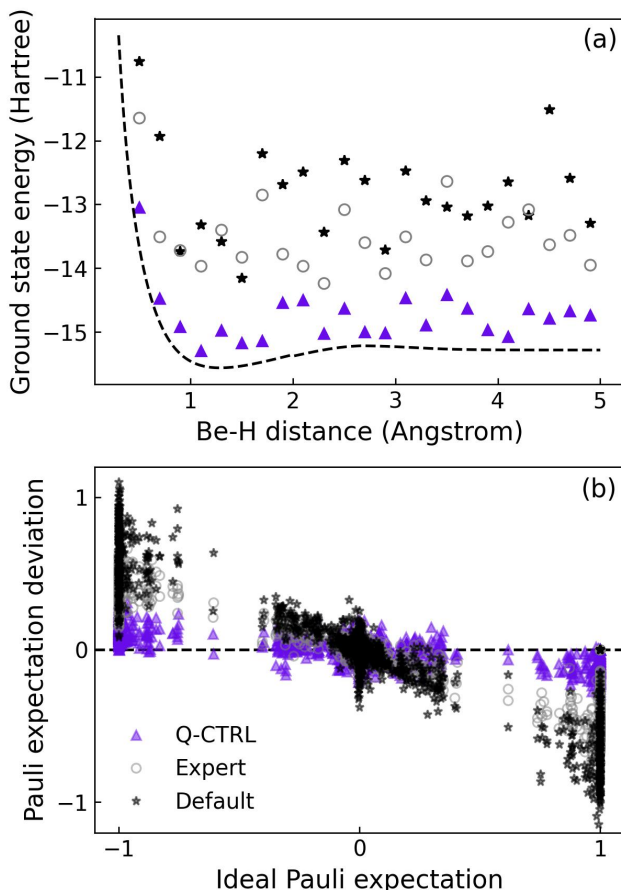 (a)
Ground state energy (Hartree)
−11
−12
−13
−14
−15
1 2 3 4 5
Be-H distance (Angstrom)
(b)
Pauli expectation deviation
1
0
−1
Q-CTRL
Expert
Default
−1 0 1
Ideal Pauli expectation